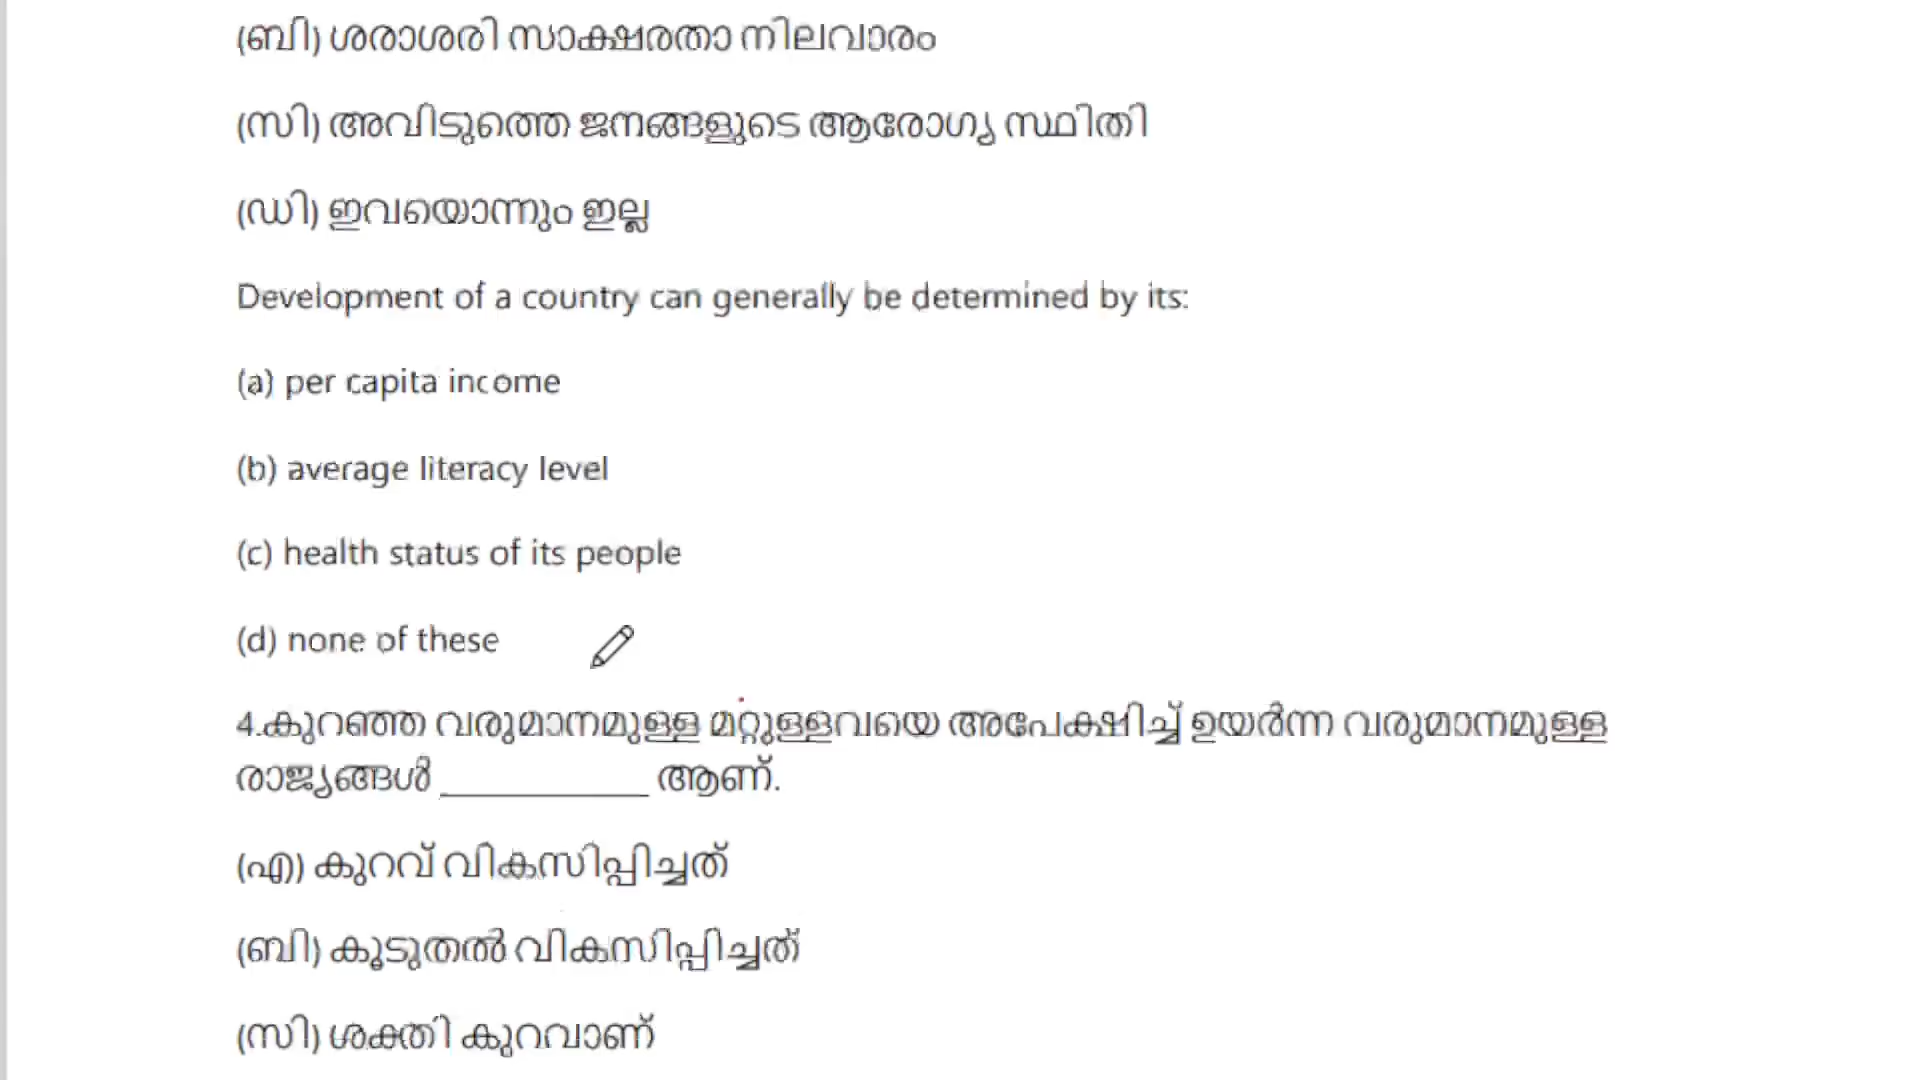 (ബി) ശരാശരി സാക്ഷരതാ നിലവാരം
(സി) അവിടുത്തെ ജനങ്ങളുടെ ആരോഗ്യ സ്ഥിതി
(ഡി) ഇവയൊന്നും ഇല്ല
Development of a country can generally be determined by its:
(a) per capita income
(b) average literacy level
(c) health status of its people
(d) none of these
4.കുറഞ്ഞ വരുമാനമുള്ള മറ്റുള്ളവയെ അപേക്ഷിച്ച് ഉയർന്ന വരുമാനമുള്ള
രാജ്യങ്ങൾ ___________ ആണ്.
(എ) കുറവ് വികസിപ്പിച്ചത്
(ബി) കൂടുതൽ വികസിപ്പിച്ചത്
(സി) ശക്തി കുറവാണ്